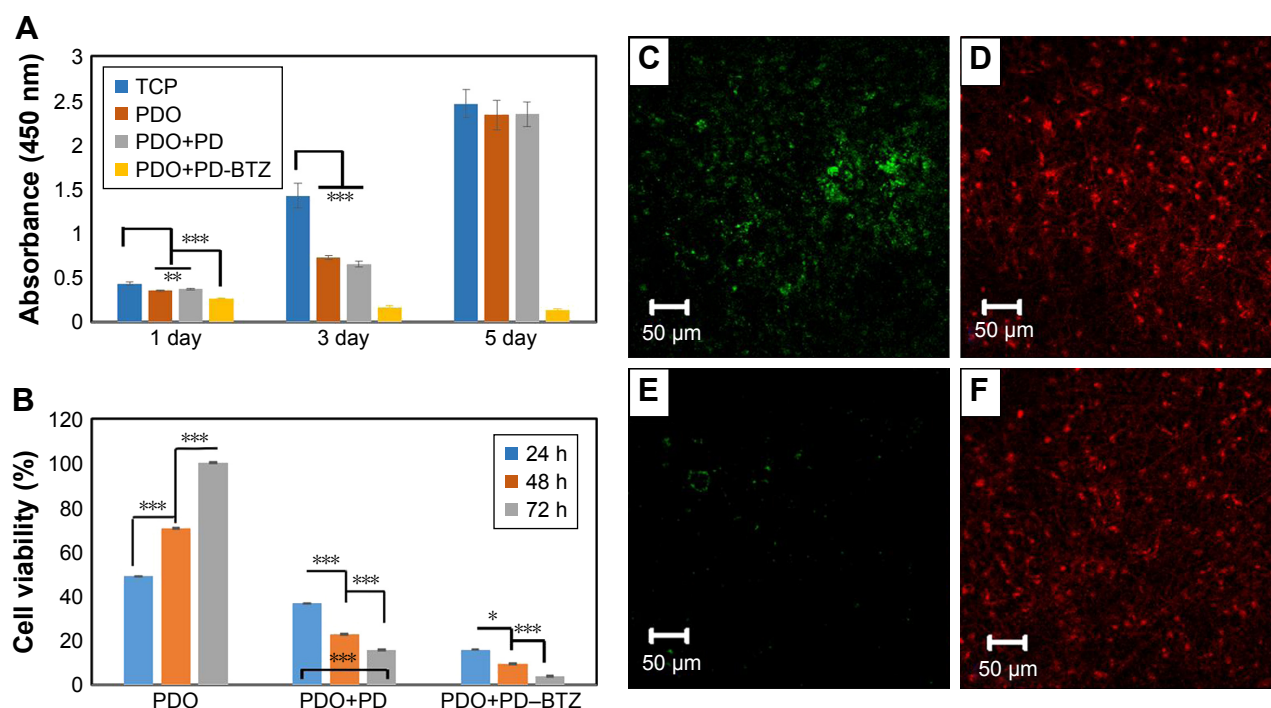 A
Absorbance (450 nm)
3
2.5
2
1.5
1
0.5
0
TCP
PDO
PDO+PD
PDO+PD-BTZ
***
**
***
1 day
3 day
5 day
B
Cell viability (%)
120
100
80
60
40
20
0
24 h
48 h
72 h
***
***
***
***
***
*
***
PDO
PDO+PD
PDO+PD–BTZ
C
50 µm
D
50 µm
E
50 µm
F
50 µm